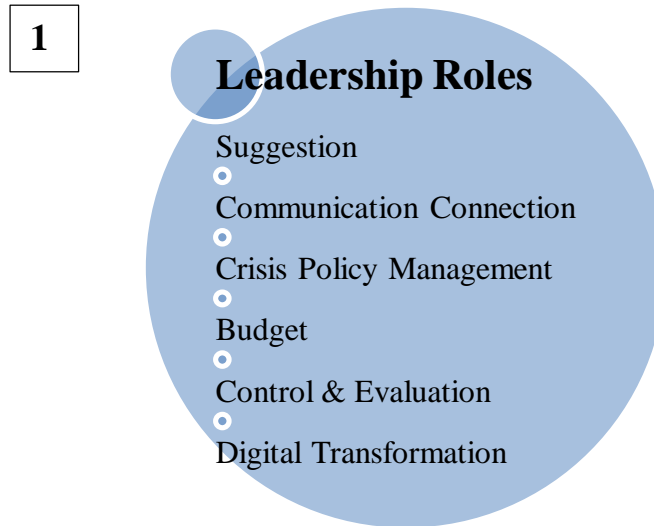 1
Leadership Roles
Suggestion
Communication Connection
Crisis Policy Management
Budget
Control & Evaluation
Digital Transformation